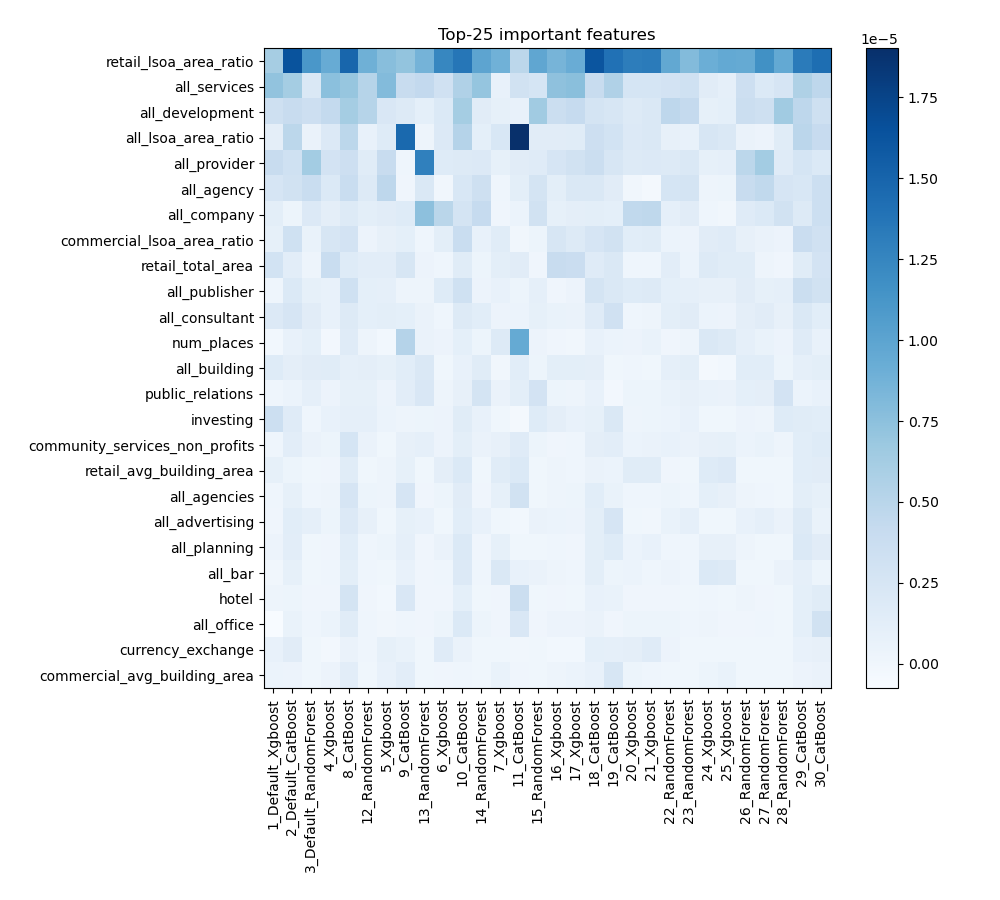 Top-25 important features
1e−5
retail_lsoa_area_ratio
all_services
all_development
all_lsoa_area_ratio
all_provider
all_agency
all_company
commercial_lsoa_area_ratio
retail_total_area
all_publisher
all_consultant
num_places
all_building
public_relations
investing
community_services_non_profits
retail_avg_building_area
all_agencies
all_advertising
all_planning
all_bar
hotel
all_office
currency_exchange
commercial_avg_building_area
1.75
1.50
1.25
1.00
0.75
0.50
0.25
0.00
1_Default_Xgboost
2_Default_CatBoost
3_Default_RandomForest
4_Xgboost
8_CatBoost
12_RandomForest
5_Xgboost
9_CatBoost
13_RandomForest
6_Xgboost
10_CatBoost
14_RandomForest
7_Xgboost
11_CatBoost
15_RandomForest
16_Xgboost
17_Xgboost
18_CatBoost
19_CatBoost
20_Xgboost
21_Xgboost
22_RandomForest
23_RandomForest
24_Xgboost
25_Xgboost
26_RandomForest
27_RandomForest
28_RandomForest
29_CatBoost
30_CatBoost